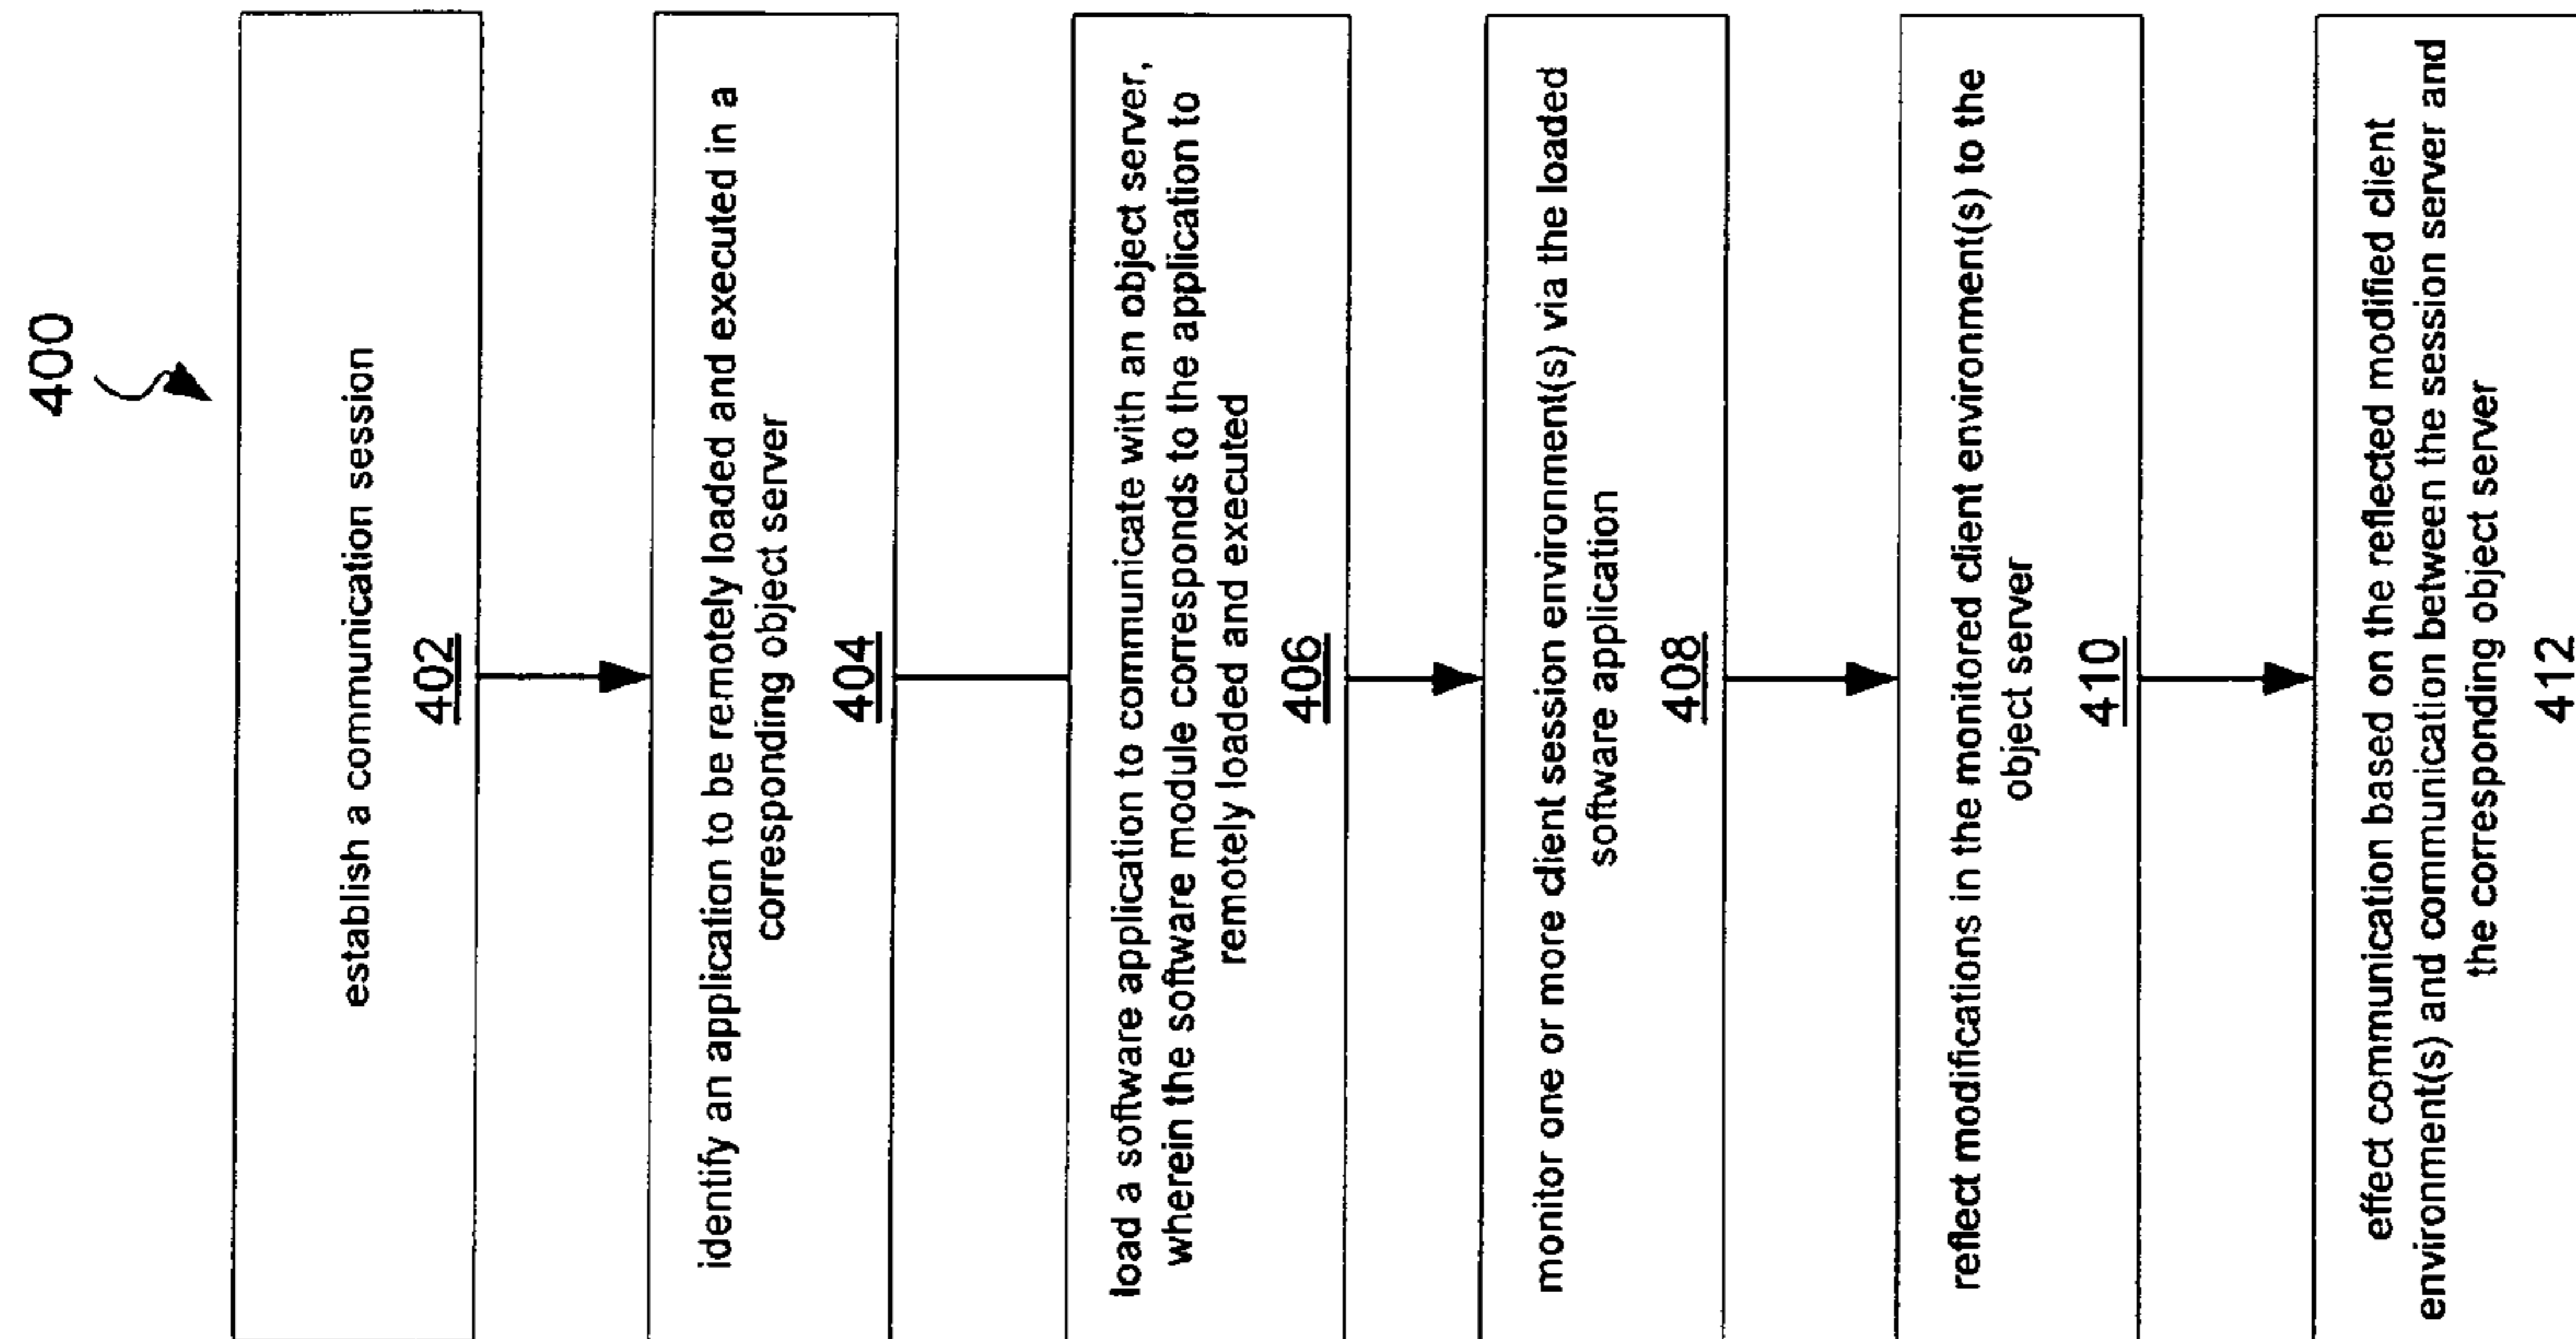 400
establish a communication session
402
identify an application to be remotely loaded and executed in a
corresponding object server
404
load a software application to communicate with an object server,
wherein the software module corresponds to the application to
remotely loaded and executed
406
monitor one or more client session environment(s) via the loaded
software application
408
reflect modifications in the monitored client environment(s) to the
object server
410
effect communication based on the reflected modified client
environment(s) and communication between the session server and
the corresponding object server
412